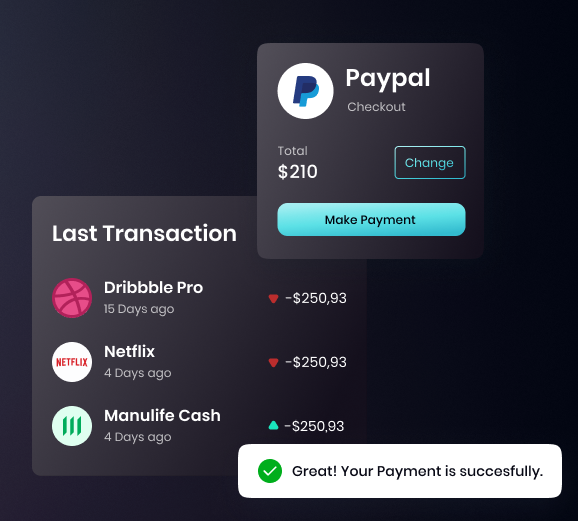 Paypal
Checkout
Total
$210
Change
Make Payment
Last Transaction
Dribbble Pro
15 Days ago
-$250,93
NETFLIX
Netflix
4 Days ago
-$250,93
Manulife Cash
4 Days ago
-$250,93
Great! Your Payment is succesfully.